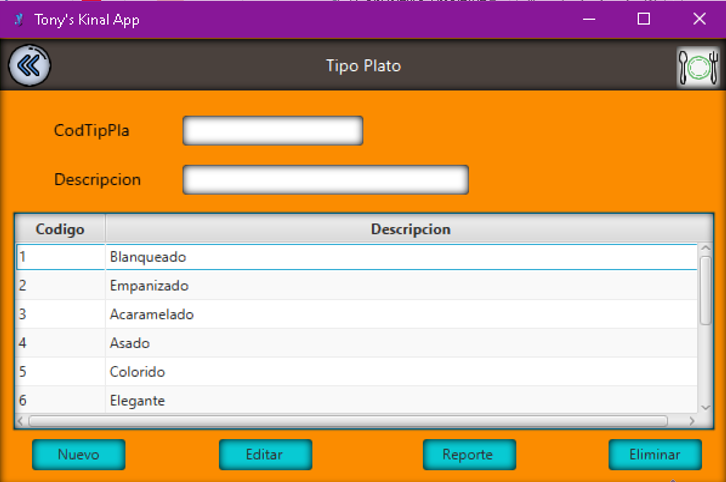 Tony's Kinal App
Tipo Plato
CodTipPla
Descripcion
Codigo Descripcion
1 Blanqueado
2 Empanizado
3 Acaramelado
4 Asado
5 Colorido
6 Elegante
Nuevo Editar Reporte Eliminar